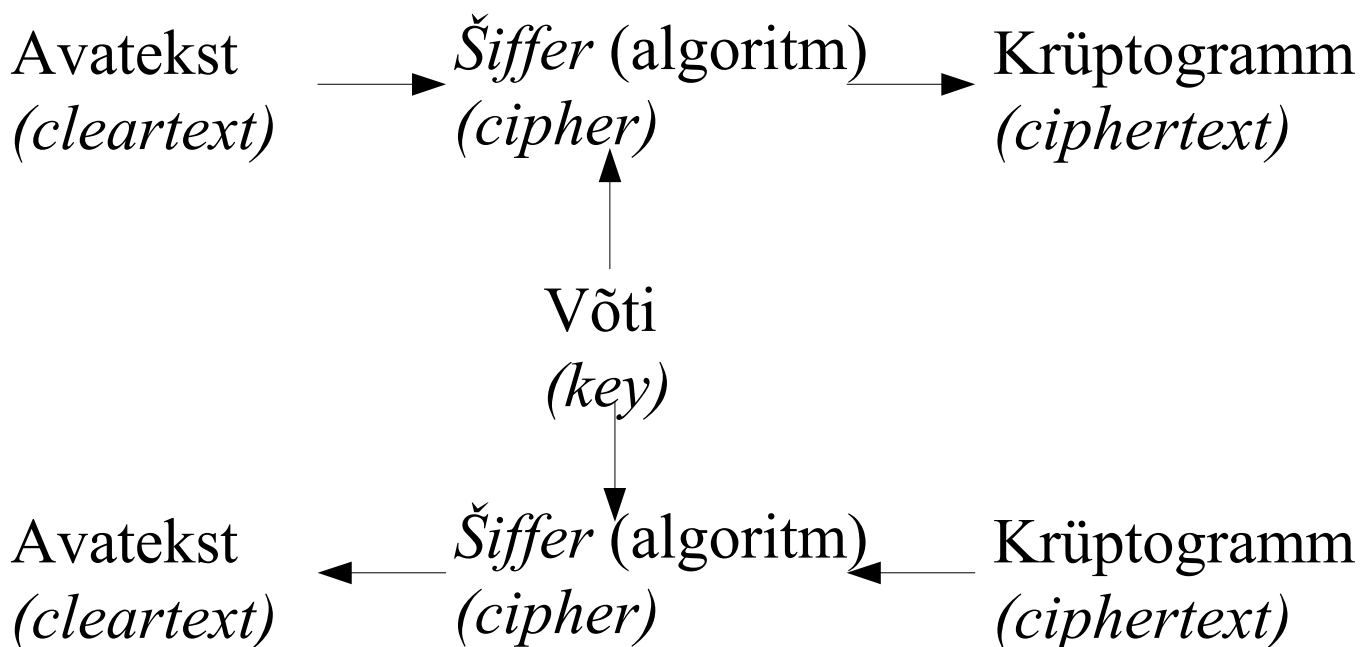 Avatekst Šiffer (algoritm) Krüptogramm
(cleartext) (cipher) (ciphertext)
Võti
(key)
Avatekst Šiffer (algoritm) Krüptogramm
(cleartext) (cipher) (ciphertext)